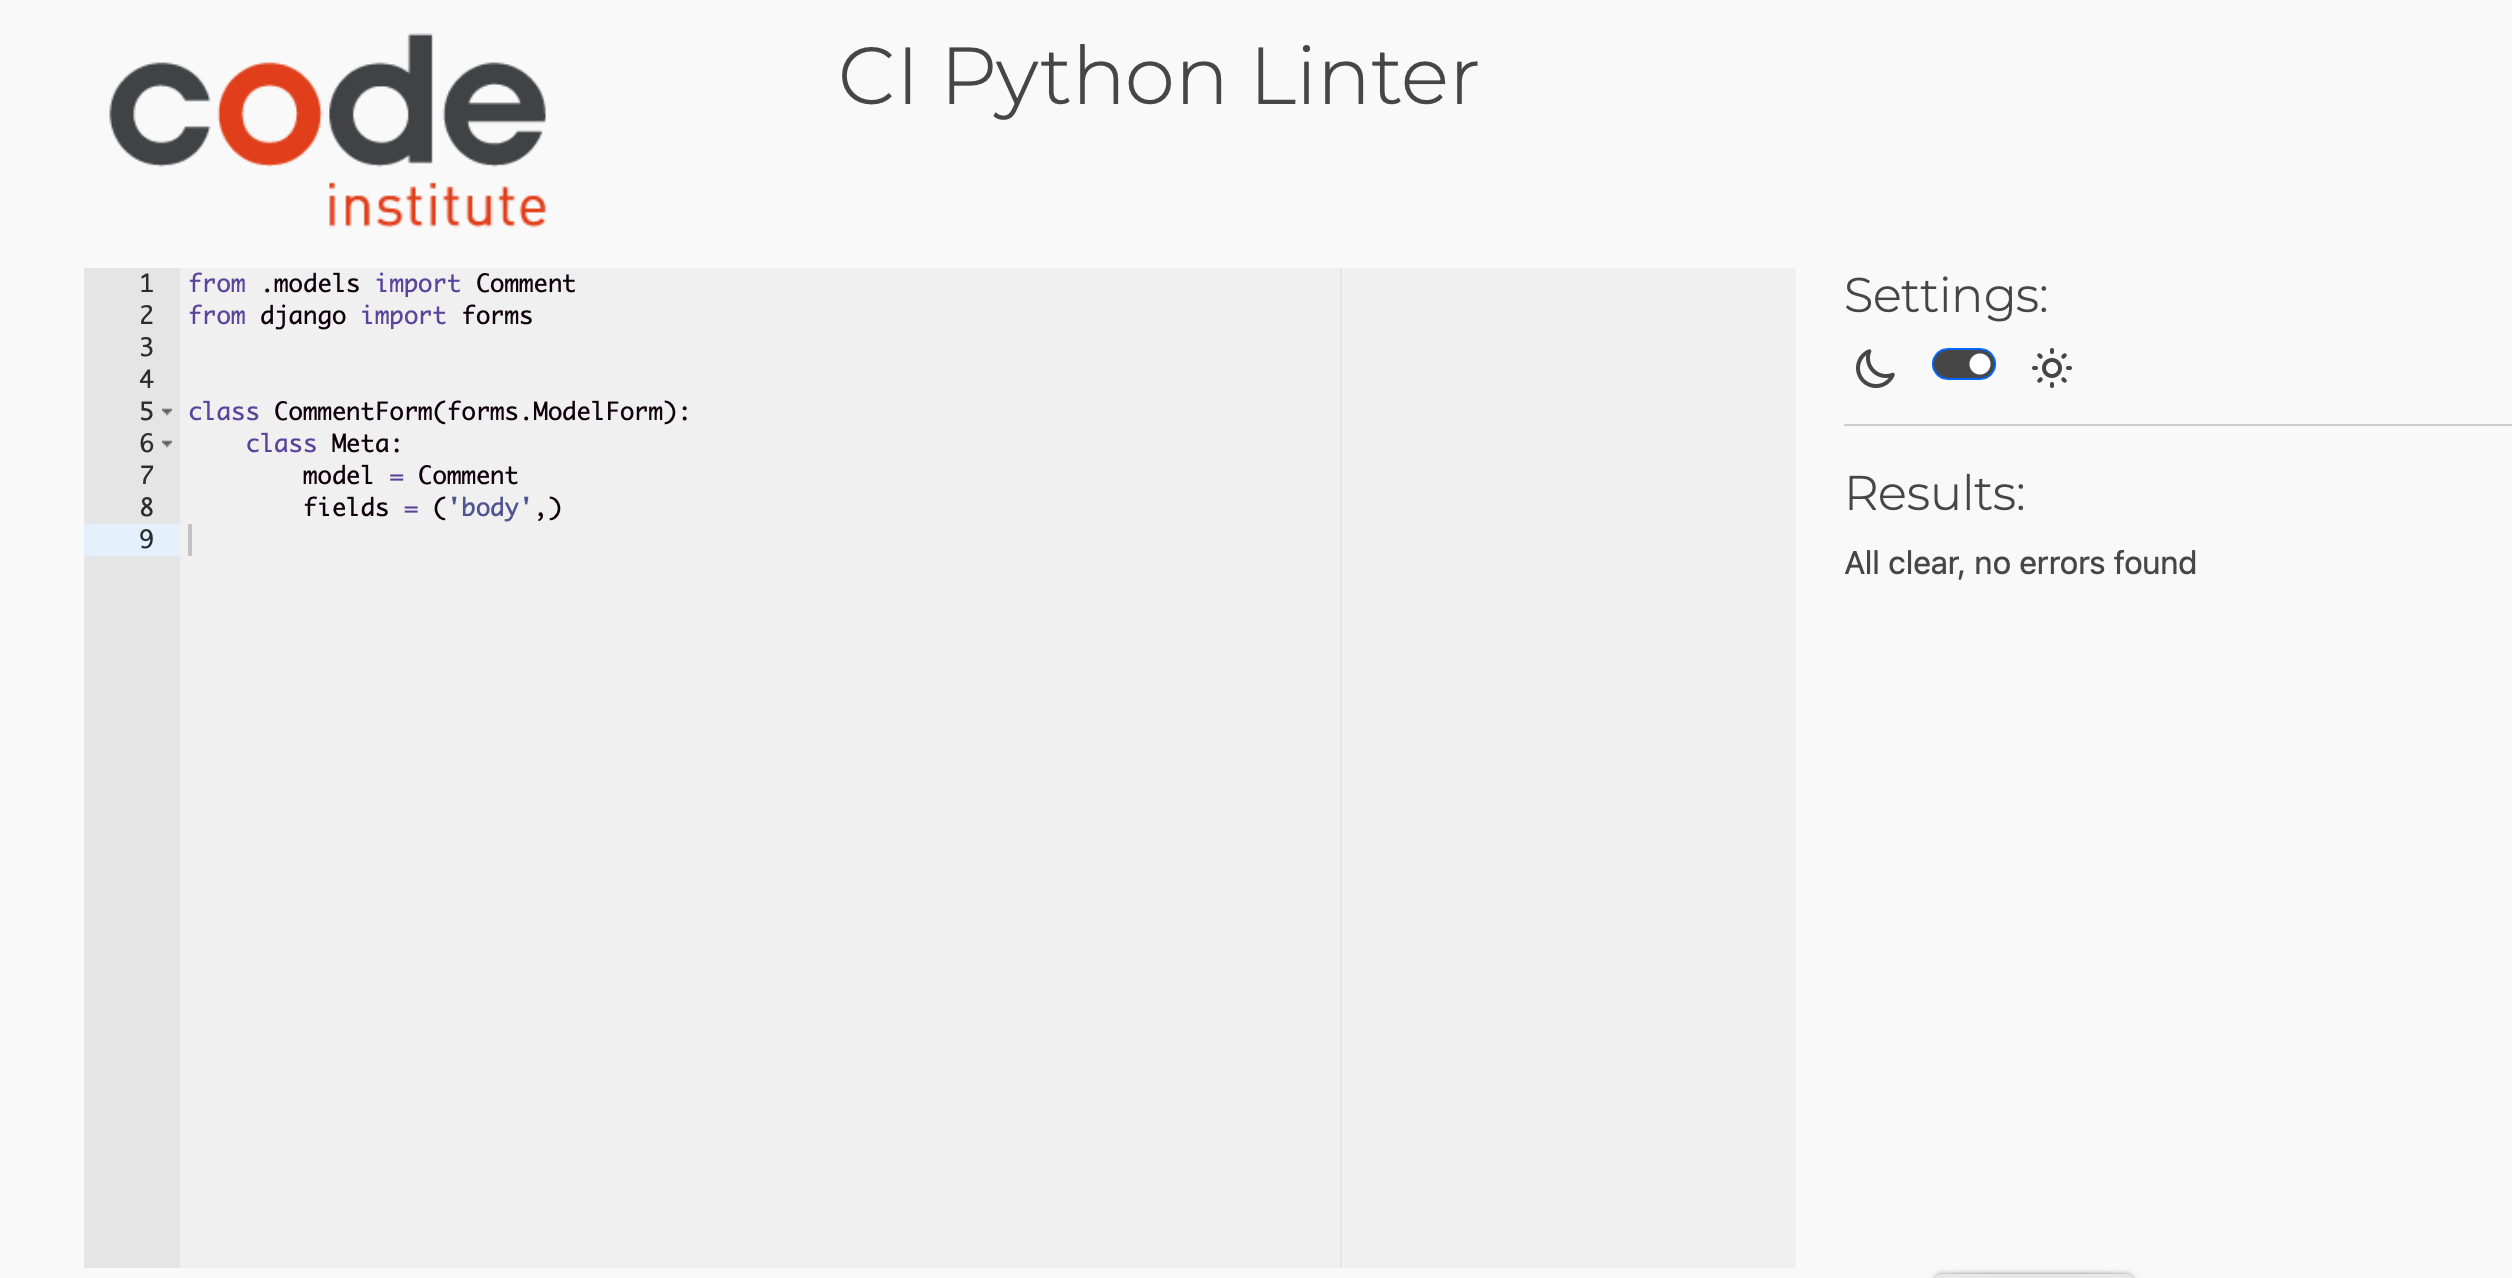 code
institute
CI Python Linter
1 from .models import Comment
2 from django import forms
3
4
5 class CommentForm(forms.ModelForm):
6     class Meta:
7         model = Comment
8         fields = ('body',)
9
Settings:
Results:
All clear, no errors found